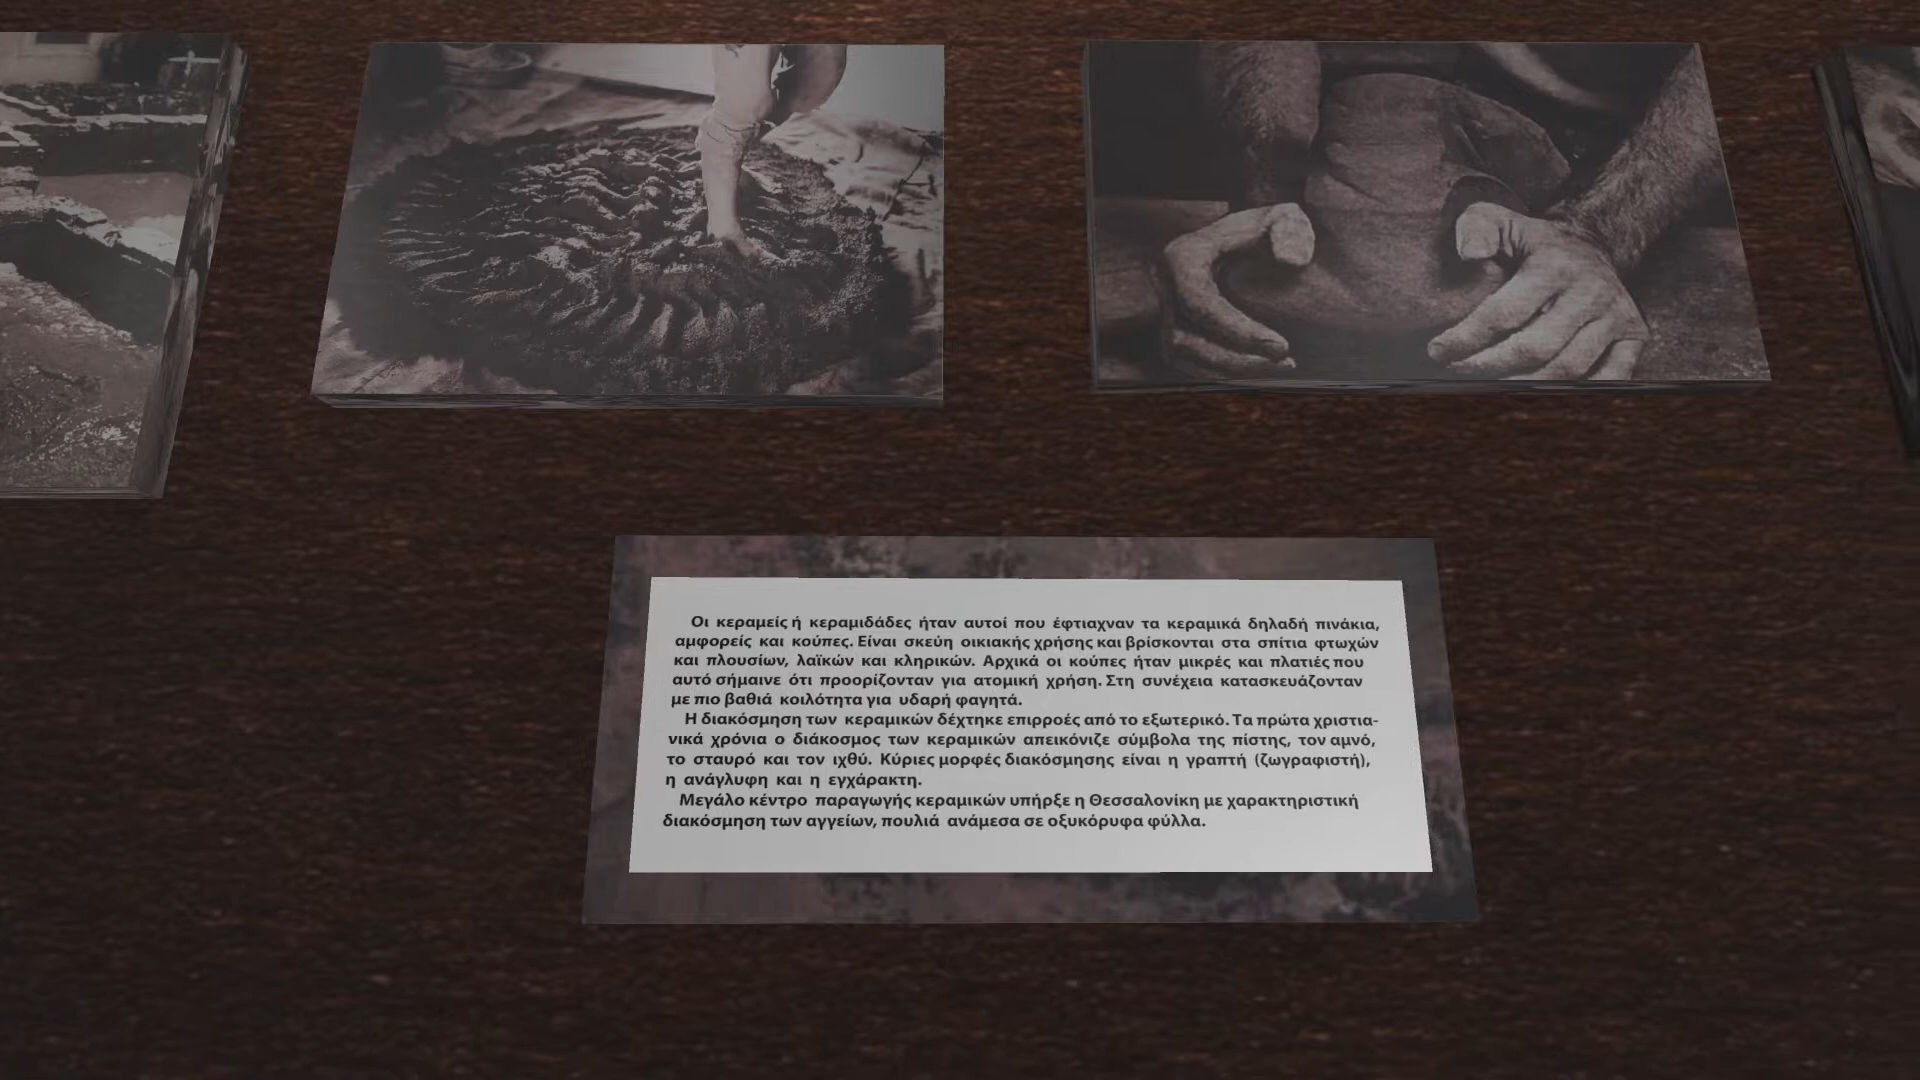 Οι κεραμείς ή κεραμιδάδες ήταν αυτοί που έφτιαχναν τα κεραμικά δηλαδή πινάκια,
αμφορείς και κούπες. Είναι σκεύη οικιακής χρήσης και βρίσκονται στα σπίτια φτωχών
και πλουσίων, λαϊκών και κληρικών. Αρχικά οι κούπες ήταν μικρές και πλατιές που
αυτό σήμαινε ότι προορίζονταν για ατομική χρήση. Στη συνέχεια κατασκευάζονταν
με πιο βαθιά κοιλότητα για υδαρή φαγητά.
Η διακόσμηση των κεραμικών δέχτηκε επιρροές από το εξωτερικό. Τα πρώτα χριστια-
νικά χρόνια ο διάκοσμος των κεραμικών απεικόνιζε σύμβολα της πίστης, τον αμνό,
το σταυρό και τον ιχθύ. Κύριες μορφές διακόσμησης είναι η γραπτή (ζωγραφιστή),
η ανάγλυφη και η εγχάρακτη.
Μεγάλο κέντρο παραγωγής κεραμικών υπήρξε η Θεσσαλονίκη με χαρακτηριστική
διακόσμηση των αγγείων, πουλιά ανάμεσα σε οξυκόρυφα φύλλα.